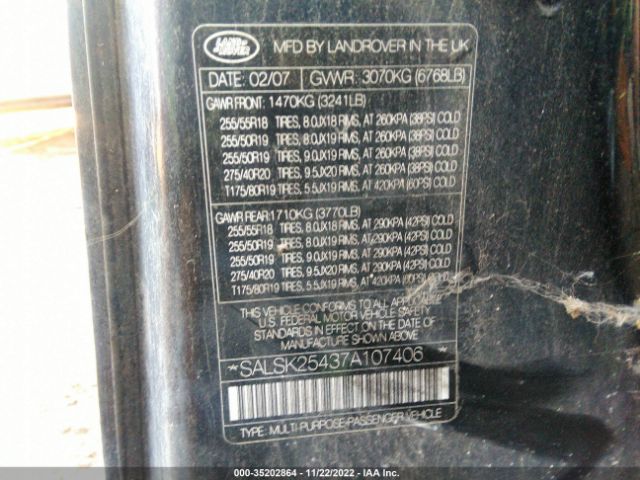 LAND ROVER
MFD BY LANDROVER IN THE UK
DATE: 02/07 GVWR: 3070KG (6768LB)
GAWR FRONT: 1470KG (3241LB)
255/55R18 TIRES, 8.0JX18 RIMS, AT 260KPA (38PSI) COLD
255/50R19 TIRES, 8.0JX19 RIMS, AT 260KPA (38PSI) COLD
255/50R19 TIRES, 9.0JX19 RIMS, AT 260KPA (38PSI) COLD
275/40R20 TIRES, 9.5JX20 RIMS, AT 260KPA (38PSI) COLD
T175/80R19 TIRES, 5.5JX19 RIMS, AT 420KPA (60PSI) COLD
GAWR REAR: 1710KG (3770LB)
255/55R18 TIRES, 8.0JX18 RIMS, AT 290KPA (42PSI) COLD
255/50R19 TIRES, 8.0JX19 RIMS, AT 290KPA (42PSI) COLD
255/50R19 TIRES, 9.0JX19 RIMS, AT 290KPA (42PSI) COLD
275/40R20 TIRES, 9.5JX20 RIMS, AT 290KPA (42PSI) COLD
T175/80R19 TIRES, 5.5JX19 RIMS, AT 420KPA (60PSI) COLD
THIS VEHICLE CONFORMS TO ALL APPLICABLE
U.S. FEDERAL MOTOR VEHICLE SAFETY
STANDARDS IN EFFECT ON THE DATE OF
MANUFACTURE SHOWN ABOVE
*SALSK25437A107406*
TYPE: MULTI-PURPOSE-PASSENGER VEHICLE
000-35202864 - 11/22/2022 - IAA Inc.